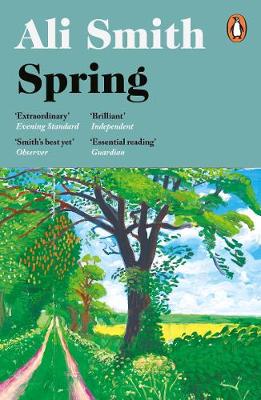 Ali Smith
Spring
‘Extraordinary’
Evening Standard
‘Brilliant’
Independent
‘Smith’s best yet’
Observer
‘Essential reading’
Guardian